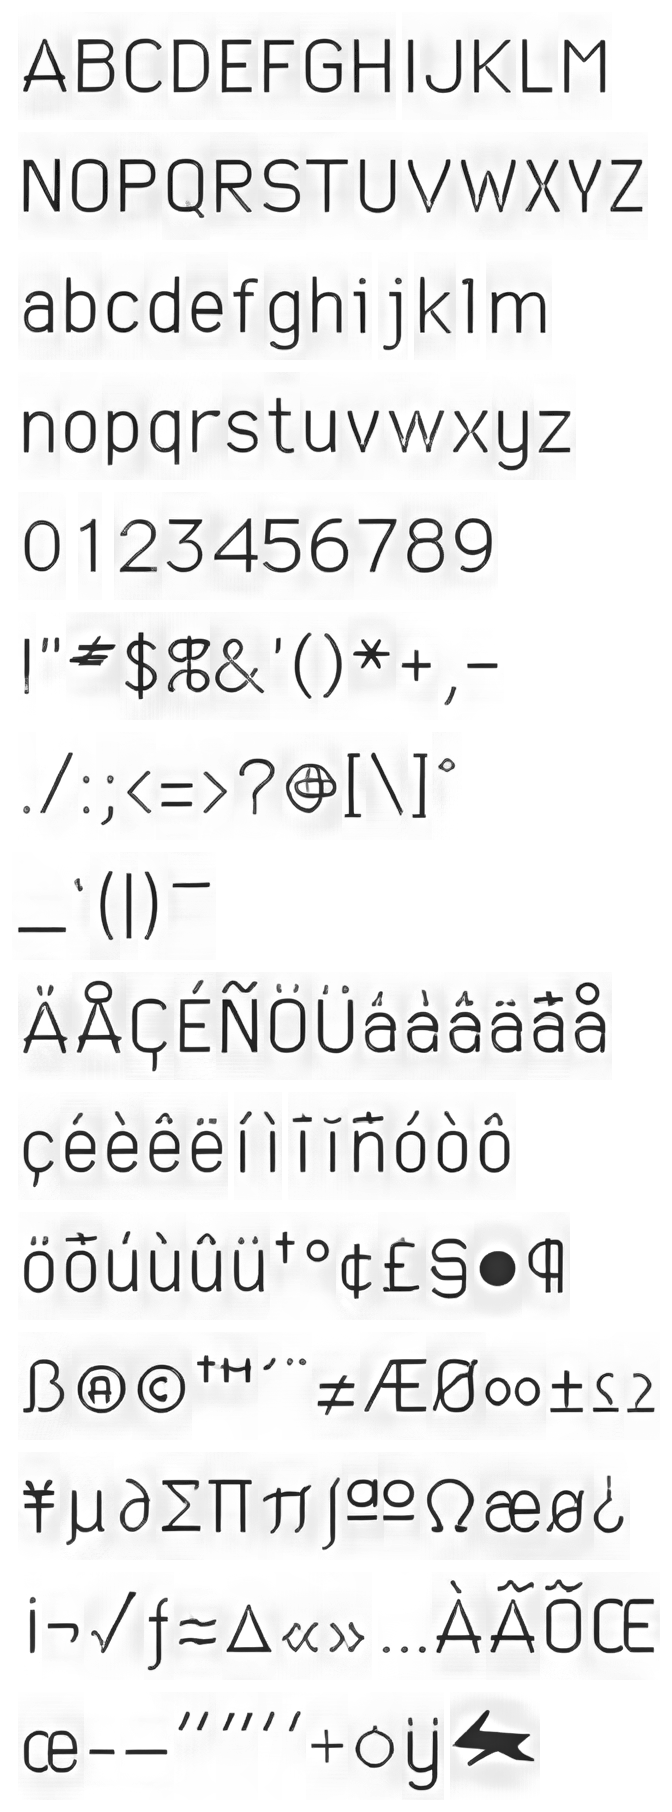 ABCDEFGHIJKLM
NOPQRSTUVWXYZ
abcdefghijklm
nopqrstuvwxyz
0123456789
!"#$%&'()*+,-
./:;<=>?@[\]^
_`{|}~
ÄÅÇÉÑÖÜáàâäãå
çéèêëíìîïñóòô
öõúùûü†°¢£§•¶
ß®©™´¨≠ÆØ∞±≤≥
¥µ∂∑∏π∫ªºΩæø¿
¡¬√ƒ≈∆«»…ÀÃÕŒ
œ–—“”‘’÷◊ÿ